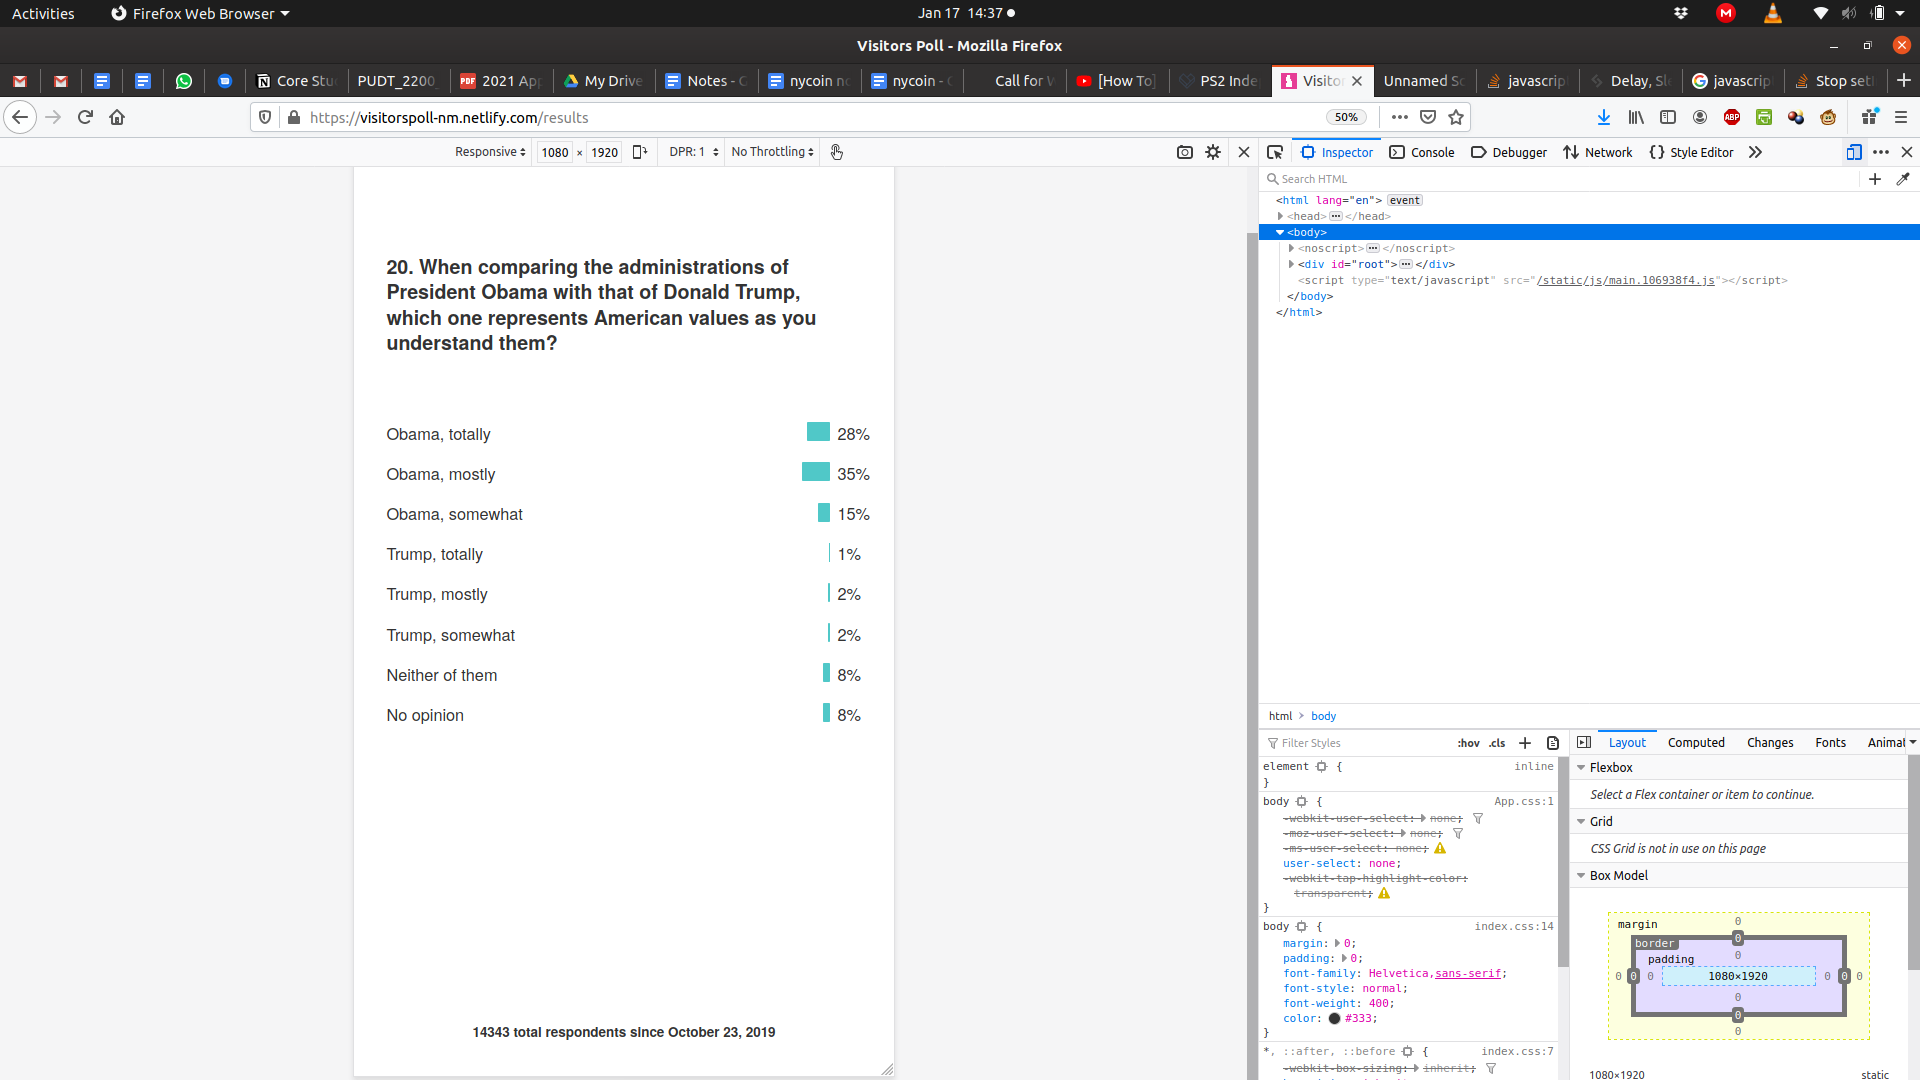 Activities
Firefox Web Browser
Jan 17 14:37
Visitors Poll - Mozilla Firefox
Core Stu
PUDT_2200
2021 Ap
My Drive
Notes - G
nycoin no
nycoin - G
Call for W
[How To]
PS2 Inde
Visitor
Unnamed So
javascrip
Delay, Sle
javascrip
Stop set
https://visitorspoll-nm.netlify.com/results
50%
Responsive
1080 × 1920
DPR: 1
No Throttling
Inspector
Console
Debugger
Network
Style Editor
Search HTML
<html lang="en"> event
<head> </head>
<body>
<noscript> </noscript>
<div id="root"> </div>
<script type="text/javascript" src="/static/js/main.106938f4.js"></script>
</body>
</html>
20. When comparing the administrations of
President Obama with that of Donald Trump,
which one represents American values as you
understand them?
Obama, totally 28%
Obama, mostly 35%
Obama, somewhat 15%
Trump, totally 1%
Trump, mostly 2%
Trump, somewhat 2%
Neither of them 8%
No opinion 8%
14343 total respondents since October 23, 2019
html > body
Filter Styles
:hov .cls
element { inline
}
body { App.css:1
-webkit-user-select: none;
-moz-user-select: none;
-ms-user-select: none;
user-select: none;
-webkit-tap-highlight-color:
transparent;
}
body { index.css:14
margin: 0;
padding: 0;
font-family: Helvetica,sans-serif;
font-style: normal;
font-weight: 400;
color: #333;
}
*, ::after, ::before { index.css:7
-webkit-box-sizing: inherit;
Layout
Computed
Changes
Fonts
Animat
Flexbox
Select a Flex container or item to continue.
Grid
CSS Grid is not in use on this page
Box Model
margin 0
border 0
padding 0
0 0 0 1080×1920 0 0 0
0
0
0
1080×1920 static